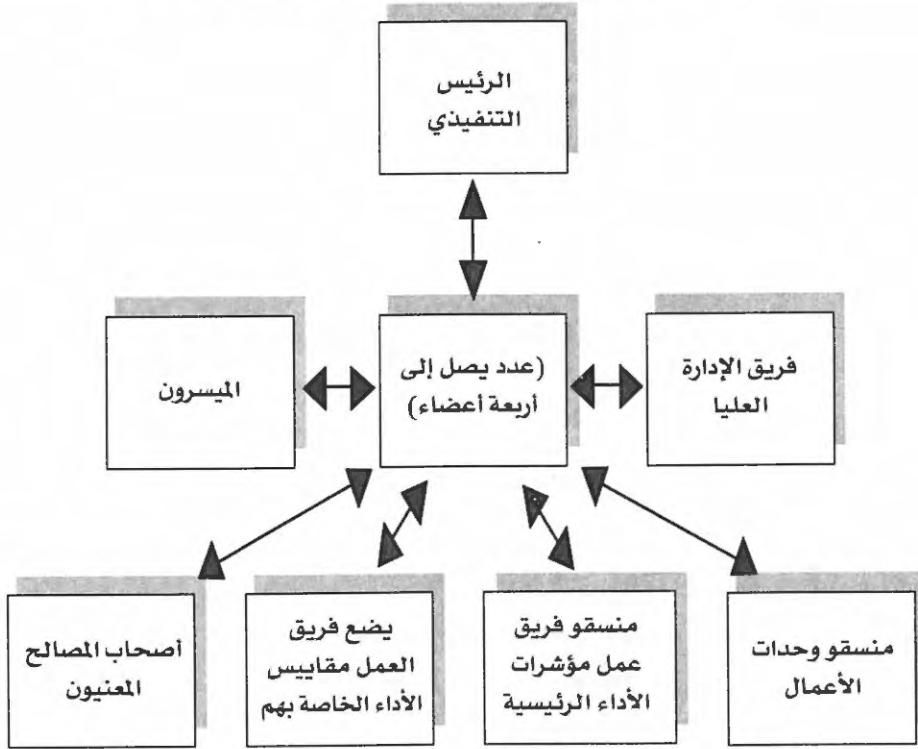 الرئيس
التنفيذي
فريق الإدارة
العليا
(عدد يصل إلى
أربعة أعضاء)
الميسرون
منسقو وحدات
الأعمال
منسقو فريق
عمل مؤشرات
الأداء الرئيسية
يضع فريق
العمل مقاييس
الأداء الخاصة بهم
أصحاب المصالح
المعنيون